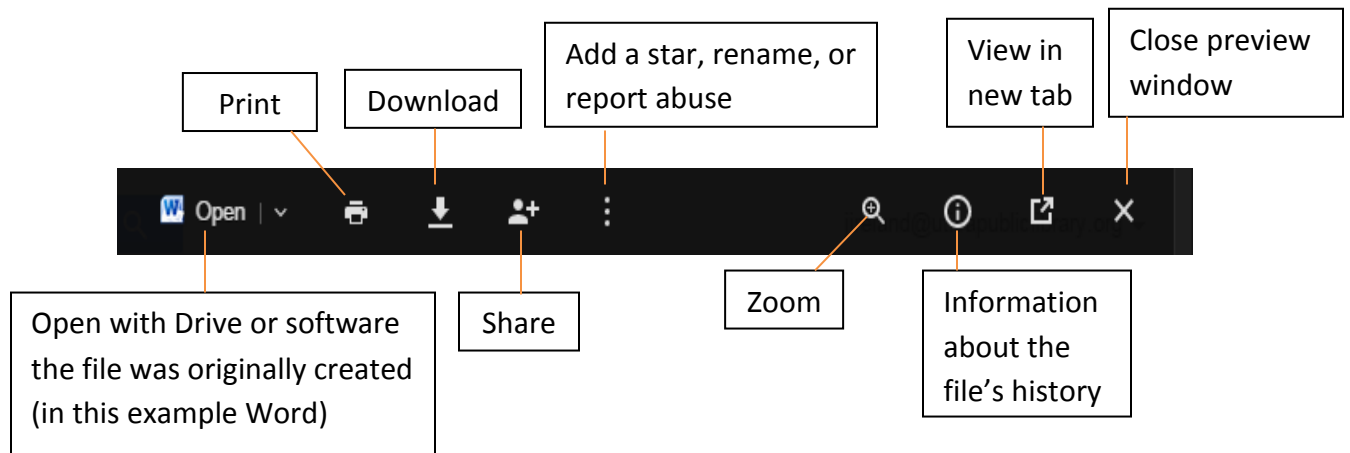 Add a star, rename, or
report abuse
View in
new tab
Close preview
window
Print
Download
W
Open
Zoom
Information
about the
file's history
Share
Open with Drive or software
the file was originally created
(in this example Word)